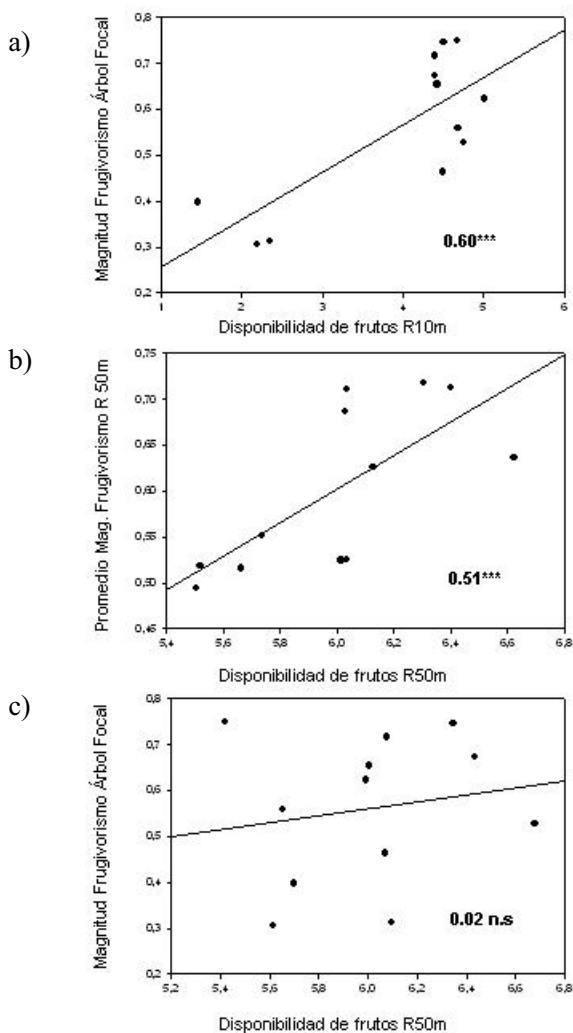 a)
Magnitud Frugivorismo Árbol Focal
0,8
0,7
0,6
0,5
0,4
0,3
0,2
0.60***
1 2 3 4 5 6
Disponibilidad de frutos R10m
b)
Promedio Mag. Frugivorismo R 50m
0,75
0,70
0,65
0,60
0,55
0,50
0,45
0.51***
5,4 5,6 5,8 6,0 6,2 6,4 6,6 6,8
Disponibilidad de frutos R50m
c)
Magnitud Frugivorismo Árbol Focal
0,8
0,7
0,6
0,5
0,4
0,3
0,2
0.02 n.s
5,2 5,4 5,6 5,8 6,0 6,2 6,4 6,6 6,8
Disponibilidad de frutos R50m